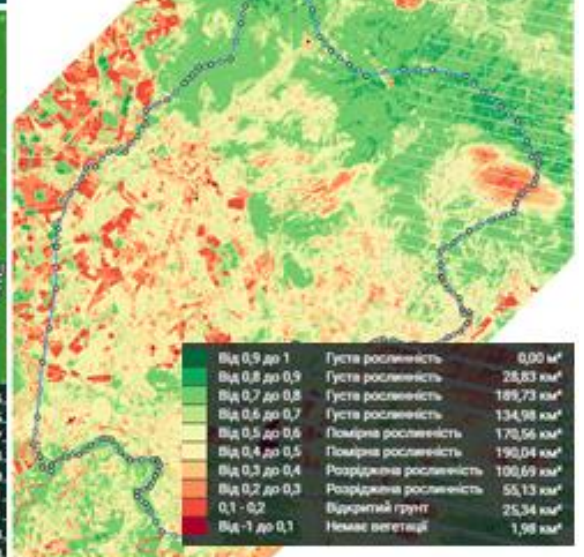 Від 0,9 до 1 Густа рослинність 0,00 м²
Від 0,8 до 0,9 Густа рослинність 28,83 км²
Від 0,7 до 0,8 Густа рослинність 189,73 км²
Від 0,6 до 0,7 Густа рослинність 134,98 км²
Від 0,5 до 0,6 Помірна рослинність 170,56 км²
Від 0,4 до 0,5 Помірна рослинність 190,04 км²
Від 0,3 до 0,4 Розріджена рослинність 100,69 км²
Від 0,2 до 0,3 Розріджена рослинність 55,13 км²
0,1 - 0,2 Відкритий грунт 25,34 км²
Від -1 до 0,1 Немає вегетації 1,98 км²